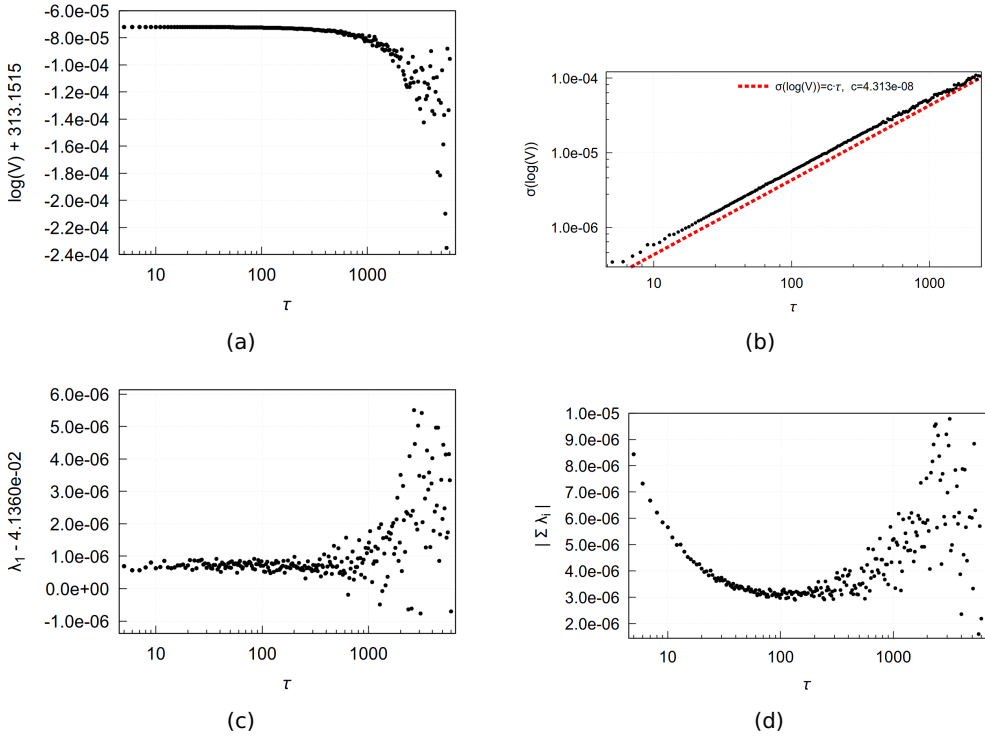 -6.0e-05
-8.0e-05
-1.0e-04
-1.2e-04
-1.4e-04
-1.6e-04
-1.8e-04
-2.0e-04
-2.2e-04
-2.4e-04
log(V) + 313.1515
10 100 1000
τ
(a)
1.0e-04
1.0e-05
1.0e-06
σ(log(V))
σ(log(V))=c·τ, c=4.313e-08
10 100 1000
τ
(b)
6.0e-06
5.0e-06
4.0e-06
3.0e-06
2.0e-06
1.0e-06
0.0e+00
-1.0e-06
λ1 - 4.1360e-02
10 100 1000
τ
(c)
1.0e-05
9.0e-06
8.0e-06
7.0e-06
6.0e-06
5.0e-06
4.0e-06
3.0e-06
2.0e-06
| Σ λi |
10 100 1000
τ
(d)